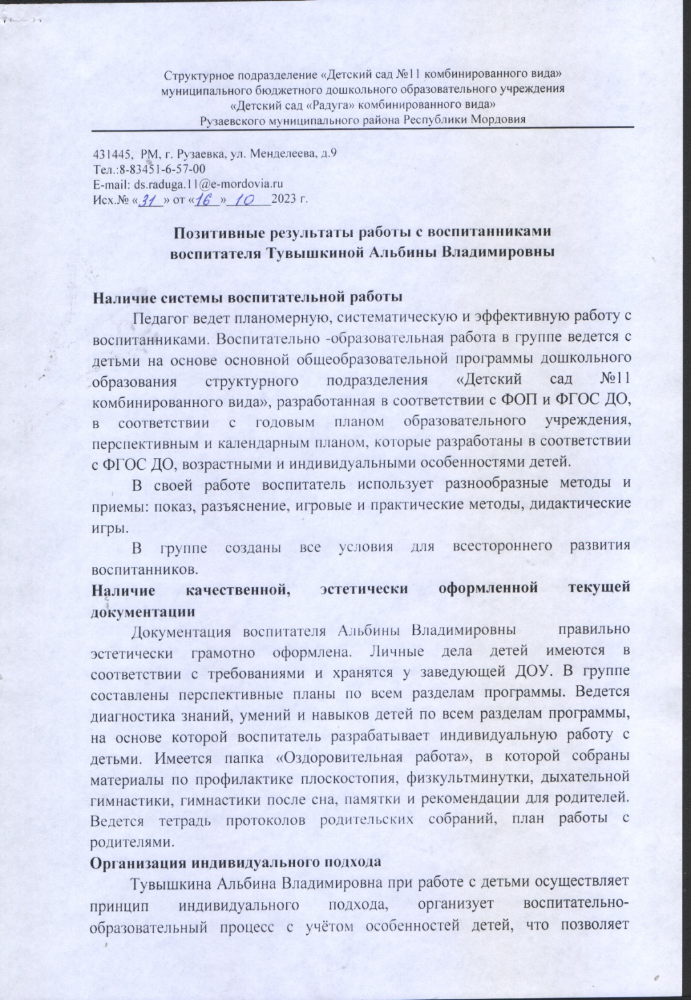 Структурное подразделение «Детский сад №11 комбинированного вида»
муниципального бюджетного дошкольного образовательного учреждения
«Детский сад «Радуга» комбинированного вида»
Рузаевского муниципального района Республики Мордовия
431445, РМ, г. Рузаевка, ул. Менделеева, д.9
Тел.:8-83451-6-57-00
E-mail: ds.raduga.11@e-mordovia.ru
Исх.№ «31» от «16» 10 2023 г.
Позитивные результаты работы с воспитанниками
воспитателя Тувышкиной Альбины Владимировны
Наличие системы воспитательной работы
Педагог ведет планомерную, систематическую и эффективную работу с
воспитанниками. Воспитательно -образовательная работа в группе ведется с
детьми на основе основной общеобразовательной программы дошкольного
образования структурного подразделения «Детский сад №11
комбинированного вида», разработанная в соответствии с ФОП и ФГОС ДО,
в соответствии с годовым планом образовательного учреждения,
перспективным и календарным планом, которые разработаны в соответствии
с ФГОС ДО, возрастными и индивидуальными особенностями детей.
В своей работе воспитатель использует разнообразные методы и
приемы: показ, разъяснение, игровые и практические методы, дидактические
игры.
В группе созданы все условия для всестороннего развития
воспитанников.
Наличие качественной, эстетически оформленной текущей
документации
Документация воспитателя Альбины Владимировны правильно
эстетически грамотно оформлена. Личные дела детей имеются в
соответствии с требованиями и хранятся у заведующей ДОУ. В группе
составлены перспективные планы по всем разделам программы. Ведется
диагностика знаний, умений и навыков детей по всем разделам программы,
на основе которой воспитатель разрабатывает индивидуальную работу с
детьми. Имеется папка «Оздоровительная работа», в которой собраны
материалы по профилактике плоскостопия, физкультминутки, дыхательной
гимнастики, гимнастики после сна, памятки и рекомендации для родителей.
Ведется тетрадь протоколов родительских собраний, план работы с
родителями.
Организация индивидуального подхода
Тувышкина Альбина Владимировна при работе с детьми осуществляет
принцип индивидуального подхода, организует воспитательно-
образовательный процесс с учётом особенностей детей, что позволяет